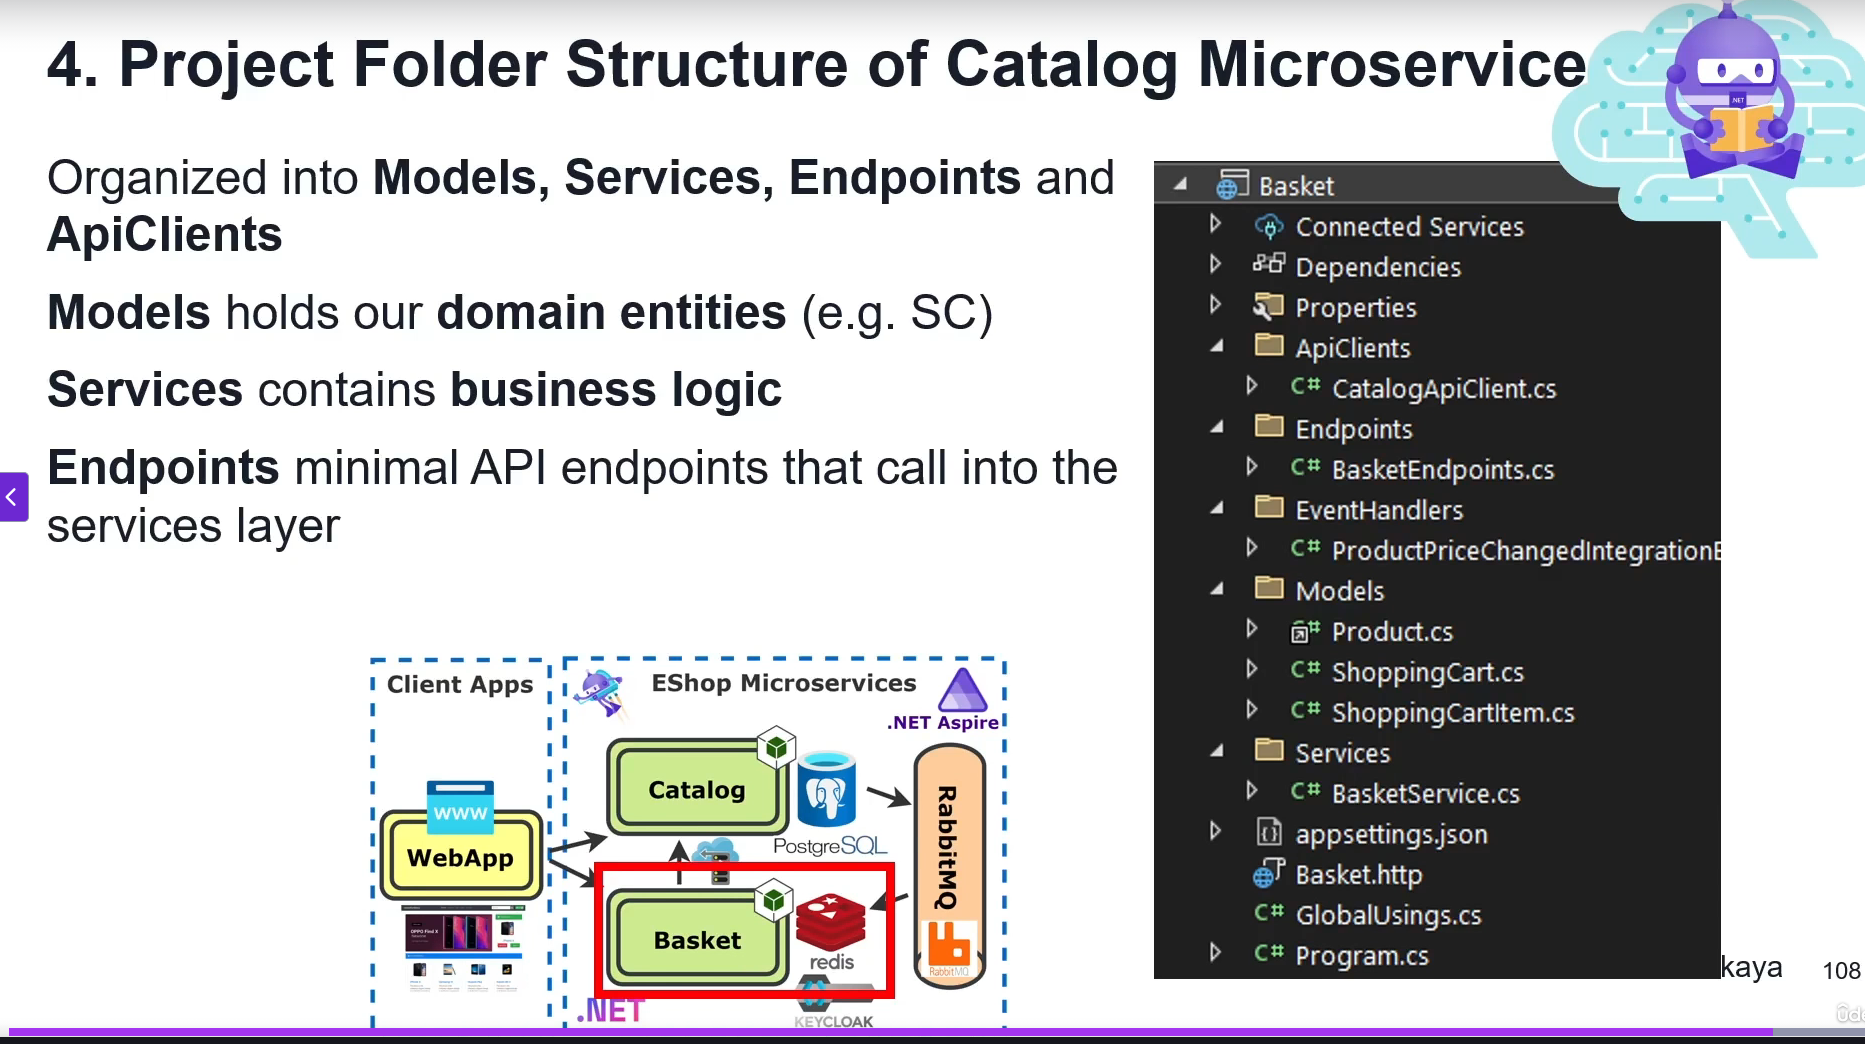 4. Project Folder Structure of Catalog Microservice
.NET
Organized into Models, Services, Endpoints and
ApiClients
Models holds our domain entities (e.g. SC)
Services contains business logic
Endpoints minimal API endpoints that call into the
services layer
Basket
Connected Services
Dependencies
Properties
ApiClients
C# CatalogApiClient.cs
Endpoints
C# BasketEndpoints.cs
EventHandlers
C# ProductPriceChangedIntegrationE
Models
Product.cs
C# ShoppingCart.cs
C# ShoppingCartItem.cs
Services
C# BasketService.cs
appsettings.json
Basket.http
C# GlobalUsings.cs
C# Program.cs
Client Apps
WWW
WebApp
EShop Microservices
.NET Aspire
Catalog
PostgreSQL
RabbitMQ
Basket
redis
RabbitMQ
.NET
KEYCLOAK
kaya
108
ûde